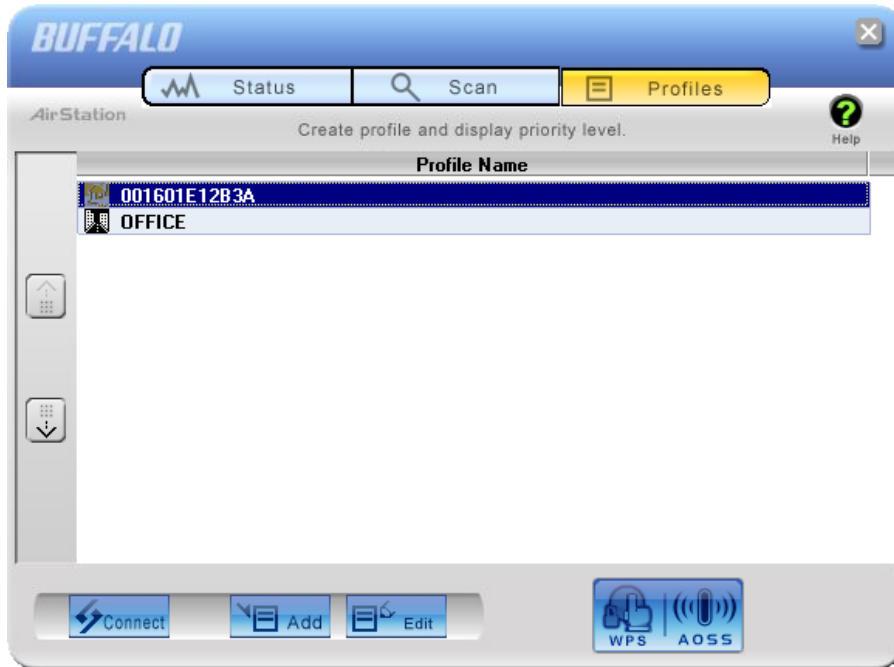 BUFFALO
Status
Scan
Profiles
AirStation
Create profile and display priority level.
Help
Profile Name
001601E12B3A
OFFICE
Connect
Add
Edit
WPS
AOSS